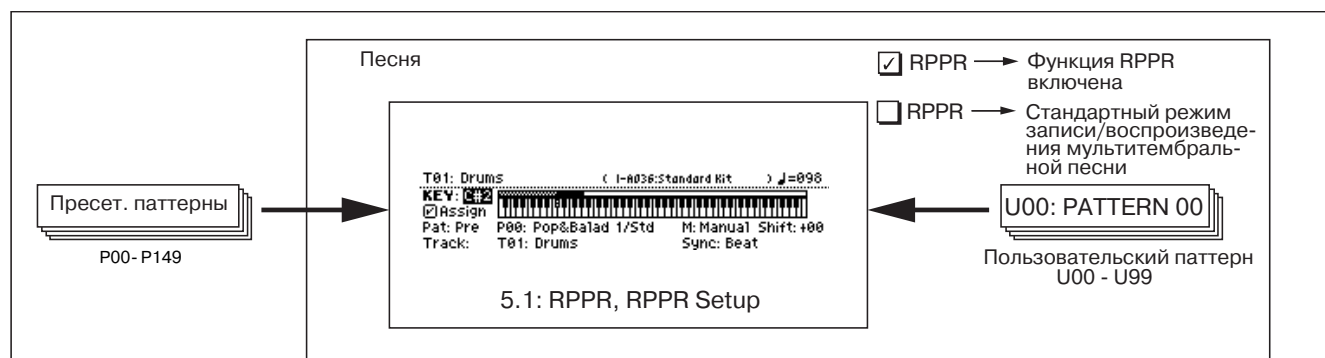 Песня
RPPR
Функция RPPR
включена
RPPR
Стандартный режим
записи/воспроизведе-
ния мультитембраль-
ной песни
T01: Drums ( I-A036:Standard Kit ) ♩=098
KEY: C#2
Assign
Pat: Pre P00: Pop&Balad 1/Std M: Manual Shift: +00
Track: T01: Drums Sync: Beat
5.1: RPPR, RPPR Setup
Пресет. паттерны
P00- P149
U00: PATTERN 00
Пользовательский паттерн
U00 - U99